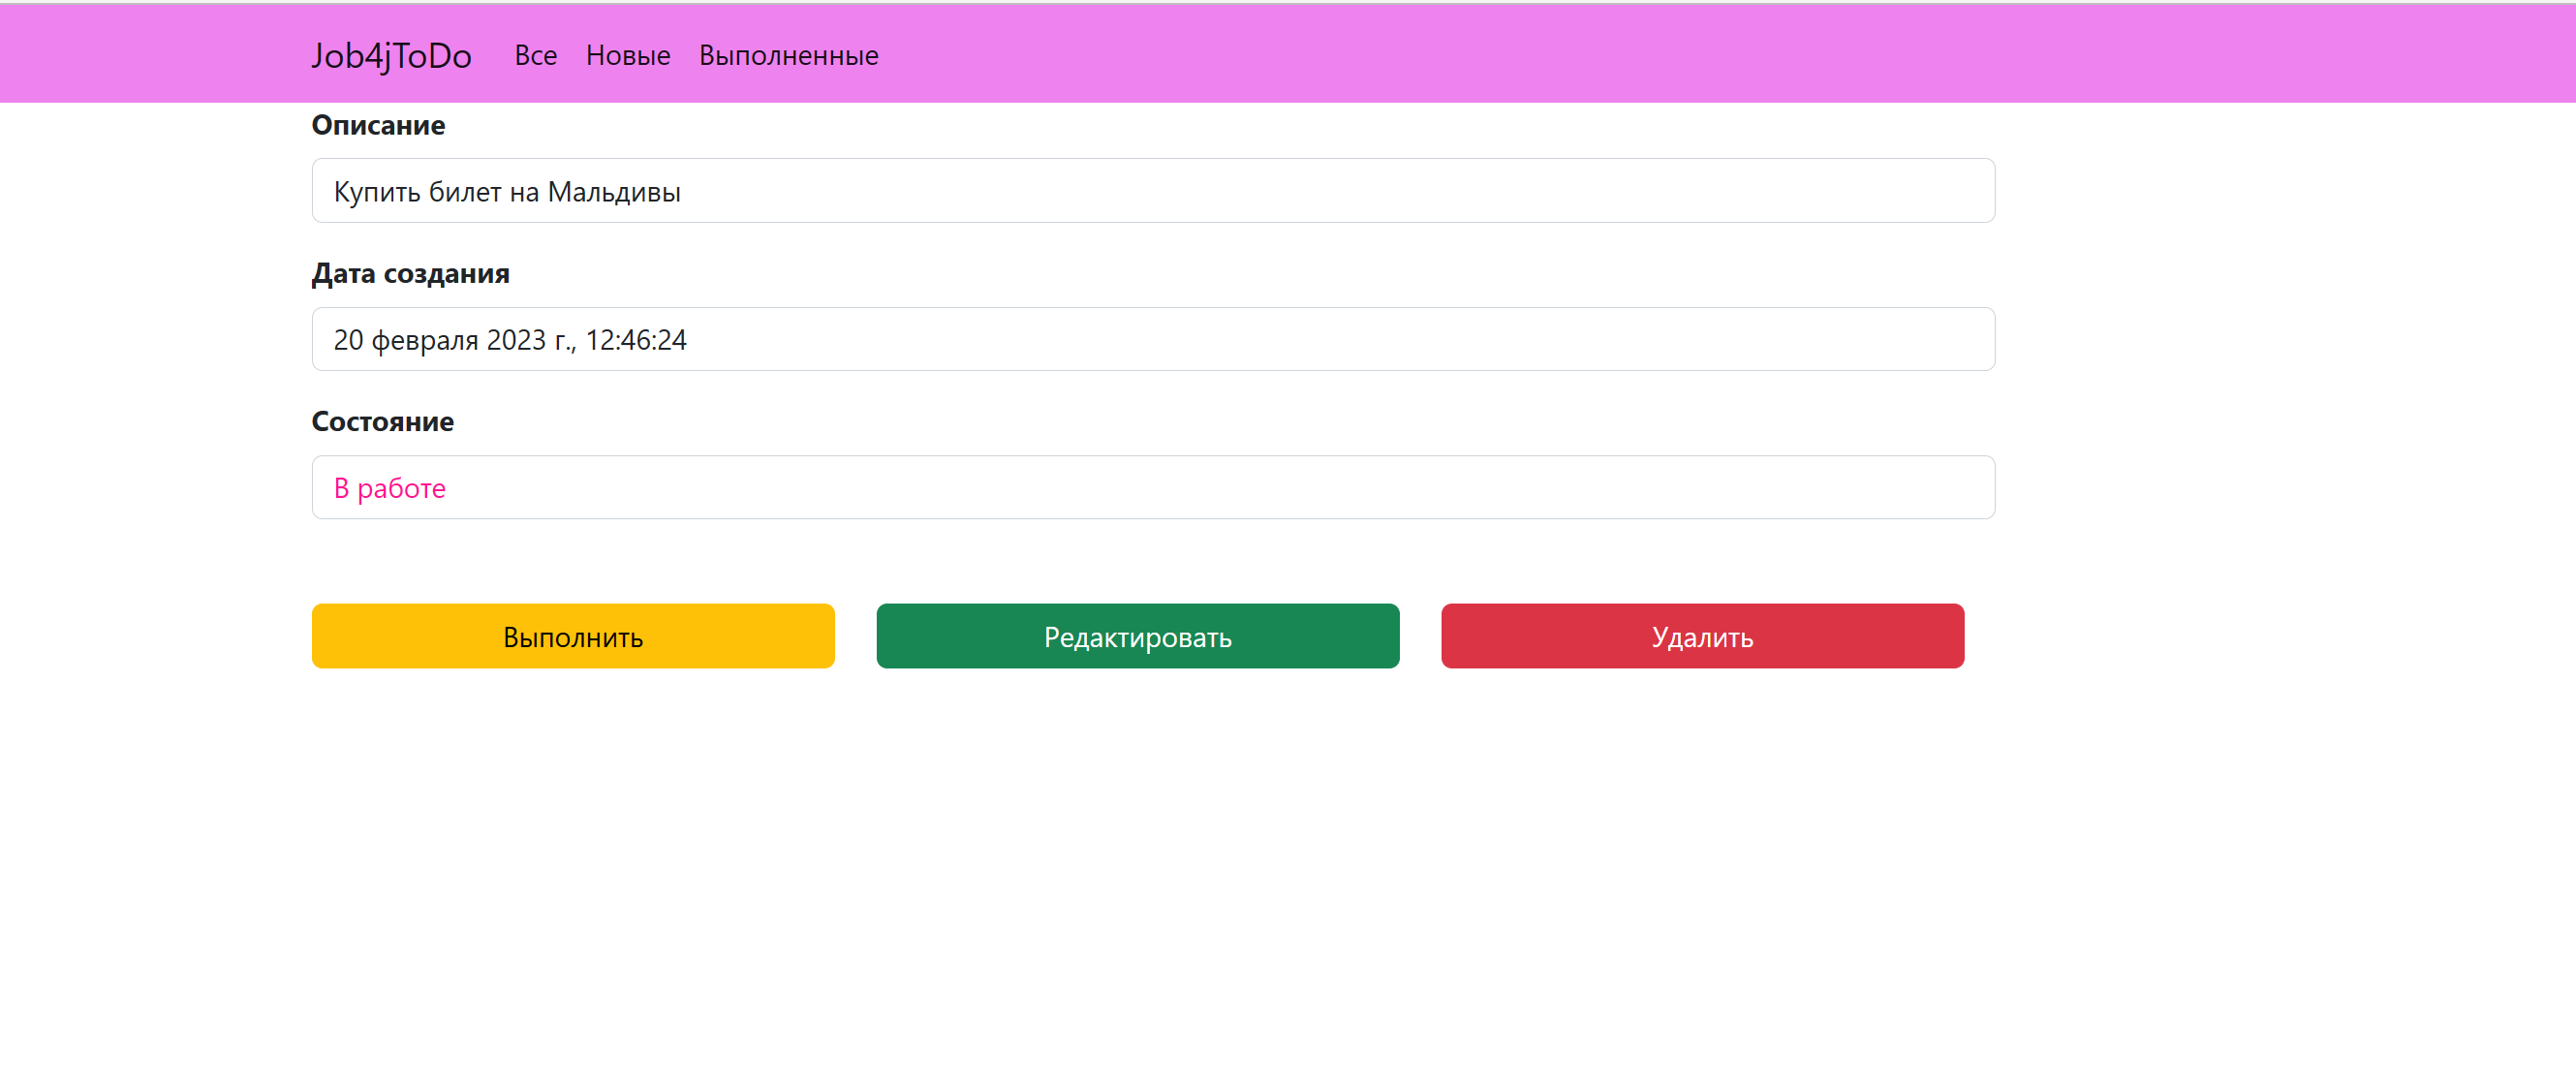 Job4jToDo Все Новые Выполненные
Описание
Купить билет на Мальдивы
Дата создания
20 февраля 2023 г., 12:46:24
Состояние
В работе
Выполнить Редактировать Удалить